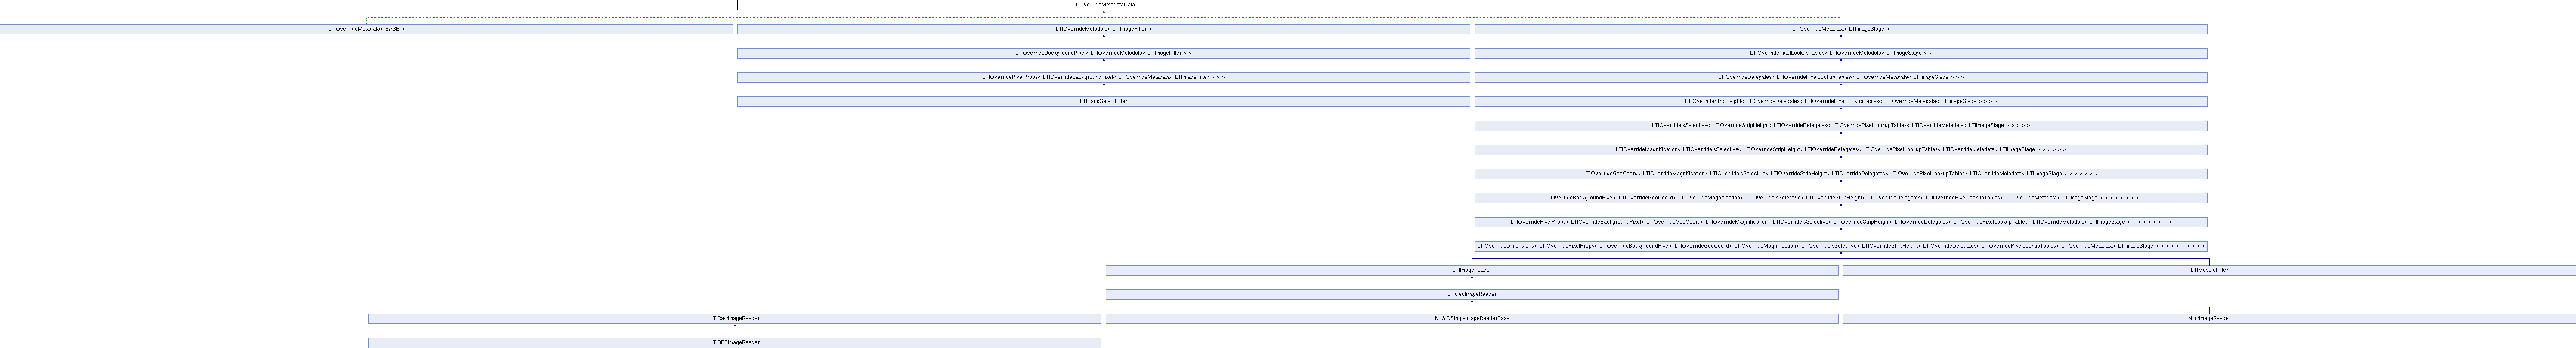 LTIOverrideMetadataData
LTIOverrideMetadata< BASE >
LTIOverrideMetadata< LTIImageFilter >
LTIOverrideMetadata< LTIImageStage >
LTIOverrideBackgroundPixel< LTIOverrideMetadata< LTIImageFilter > >
LTIOverridePixelLookupTables< LTIOverrideMetadata< LTIImageStage > >
LTIOverridePixelProps< LTIOverrideBackgroundPixel< LTIOverrideMetadata< LTIImageFilter > > >
LTIOverrideDelegates< LTIOverridePixelLookupTables< LTIOverrideMetadata< LTIImageStage > > >
LTIBandSelectFilter
LTIOverrideStripHeight< LTIOverrideDelegates< LTIOverridePixelLookupTables< LTIOverrideMetadata< LTIImageStage > > > >
LTIOverrideIsSelective< LTIOverrideStripHeight< LTIOverrideDelegates< LTIOverridePixelLookupTables< LTIOverrideMetadata< LTIImageStage > > > > >
LTIOverrideMagnification< LTIOverrideIsSelective< LTIOverrideStripHeight< LTIOverrideDelegates< LTIOverridePixelLookupTables< LTIOverrideMetadata< LTIImageStage > > > > > >
LTIOverrideGeoCoord< LTIOverrideMagnification< LTIOverrideIsSelective< LTIOverrideStripHeight< LTIOverrideDelegates< LTIOverridePixelLookupTables< LTIOverrideMetadata< LTIImageStage > > > > > > >
LTIOverrideBackgroundPixel< LTIOverrideGeoCoord< LTIOverrideMagnification< LTIOverrideIsSelective< LTIOverrideStripHeight< LTIOverrideDelegates< LTIOverridePixelLookupTables< LTIOverrideMetadata< LTIImageStage > > > > > > > >
LTIOverridePixelProps< LTIOverrideBackgroundPixel< LTIOverrideGeoCoord< LTIOverrideMagnification< LTIOverrideIsSelective< LTIOverrideStripHeight< LTIOverrideDelegates< LTIOverridePixelLookupTables< LTIOverrideMetadata< LTIImageStage > > > > > > > > >
LTIOverrideDimensions< LTIOverridePixelProps< LTIOverrideBackgroundPixel< LTIOverrideGeoCoord< LTIOverrideMagnification< LTIOverrideIsSelective< LTIOverrideStripHeight< LTIOverrideDelegates< LTIOverridePixelLookupTables< LTIOverrideMetadata< LTIImageStage > > > > > > > > > >
LTIImageReader
LTIMosaicFilter
LTIGeoImageReader
LTIRawImageReader
MrSIDSingleImageReaderBase
Nitf::ImageReader
LTIBBBImageReader